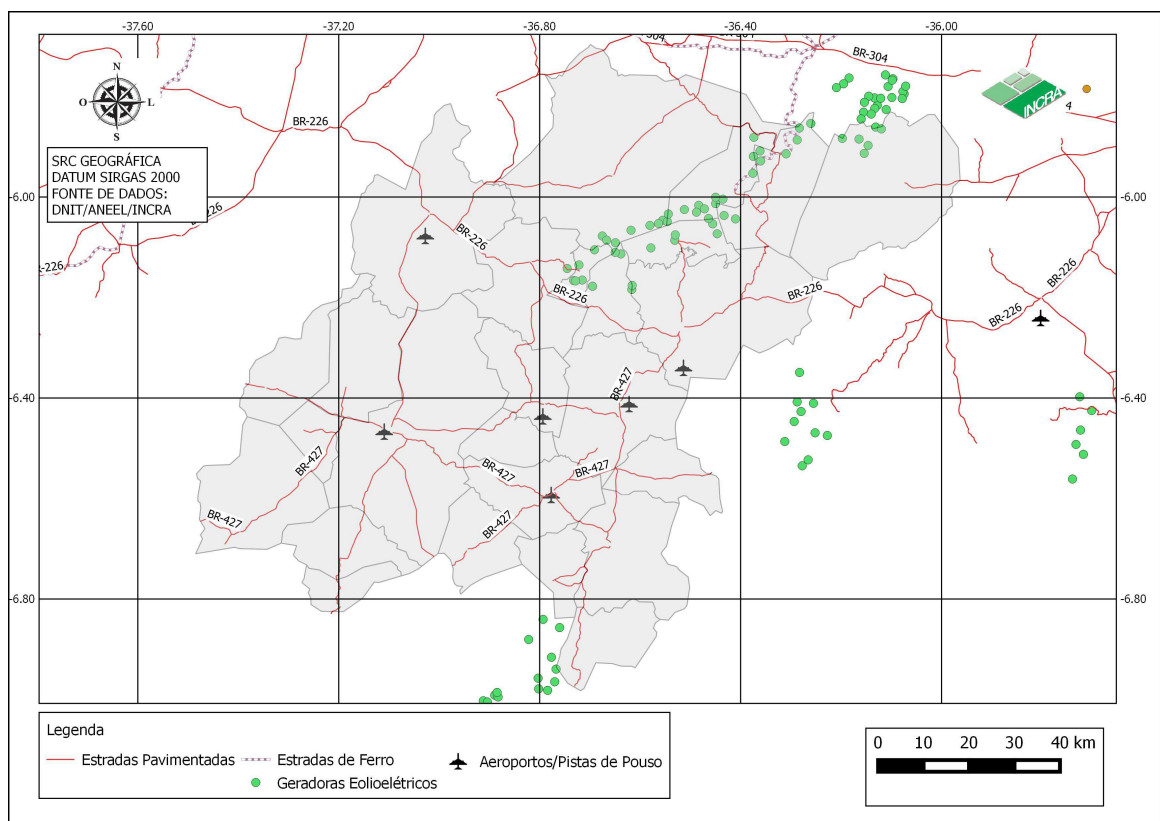 -37.60 -37.20 -36.80 -36.40 -36.00
BR-304
N
O L
S
INCRA
4
BR-226
SRC GEOGRÁFICA
DATUM SIRGAS 2000
FONTE DE DADOS:
DNIT/ANEEL/INCRA
-6.00 -6.00
BR-226
BR-226
BR-226
BR-226
BR-226
BR-427
-6.40 -6.40
BR-427
BR-427
BR-427
BR-427
BR-427
-6.80 -6.80
Legenda
Estradas Pavimentadas
Estradas de Ferro
Aeroportos/Pistas de Pouso
Geradoras Eolioelétricos
0 10 20 30 40 km